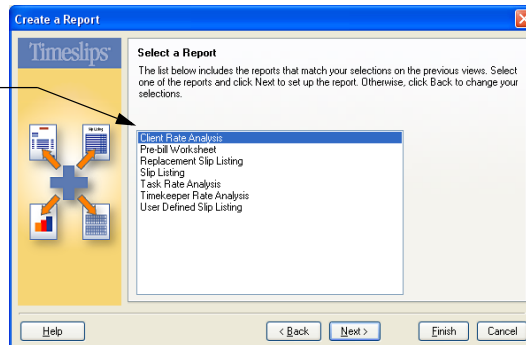 Create a Report
Timeslips
Select a Report
The list below includes the reports that match your selections on the previous views. Select
one of the reports and click Next to set up the report. Otherwise, click Back to change your
selections.
Slip Listing
Client Rate Analysis
Pre-bill Worksheet
Replacement Slip Listing
Slip Listing
Task Rate Analysis
Timekeeper Rate Analysis
User Defined Slip Listing
Help
< Back
Next >
Finish
Cancel